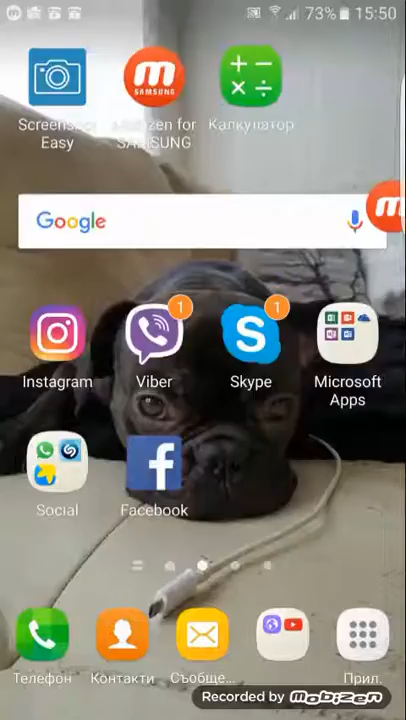 73% 15:50
Screenshot Easy
Mobizen for SAMSUNG
Калкулатор
m SAMSUNG
Google
m
1
1
Instagram
Viber
Skype
Microsoft Apps
Social
Facebook
Телефон
Контакти
Съобще...
Прил.
Recorded by Mobizen